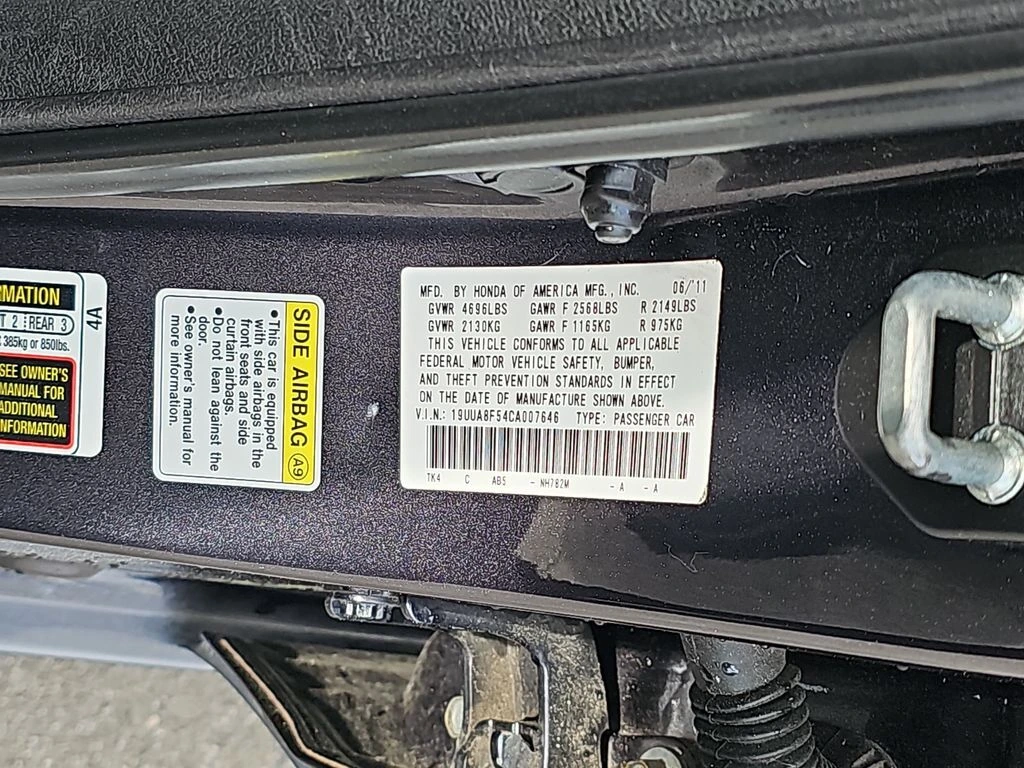 MATION
T 2 REAR 3
385kg or 850lbs.
SEE OWNER'S
MANUAL FOR
ADDITIONAL
INFORMATION
4A
SIDE AIRBAG A9
• This car is equipped
with side airbags in the
front seats and side
curtain airbags.
• Do not lean against the
door.
• See owner's manual for
more information.
MFD. BY HONDA OF AMERICA MFG., INC. 06/'11
GVWR 4696LBS GAWR F 2568LBS R 2149LBS
GVWR 2130KG GAWR F 1165KG R 975KG
THIS VEHICLE CONFORMS TO ALL APPLICABLE
FEDERAL MOTOR VEHICLE SAFETY, BUMPER,
AND THEFT PREVENTION STANDARDS IN EFFECT
ON THE DATE OF MANUFACTURE SHOWN ABOVE.
V.I.N.: 19UUA8F54CA007646 TYPE: PASSENGER CAR
TK4 C AB5 - NH782M - A - A